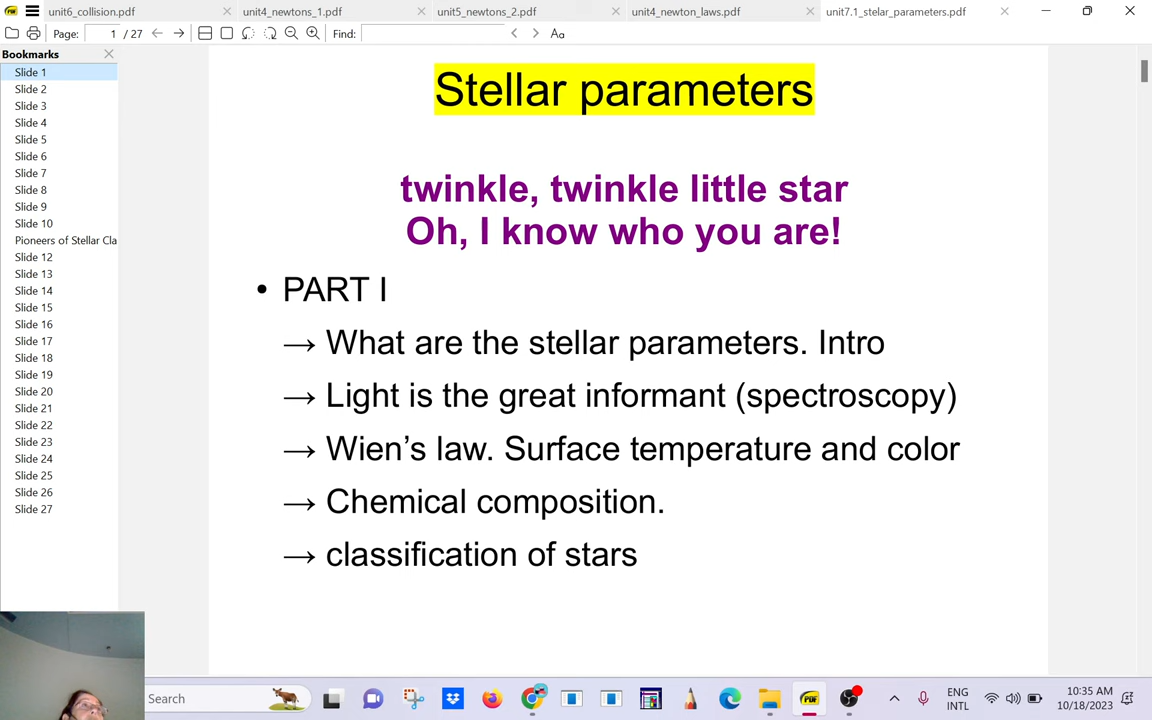 unit6_collision.pdf
unit4_newtons_1.pdf
unit5_newtons_2.pdf
unit4_newton_laws.pdf
unit7.1_stelar_parameters.pdf
Page: 1 / 27
Find:
Aa
Bookmarks
Slide 1
Slide 2
Slide 3
Slide 4
Slide 5
Slide 6
Slide 7
Slide 8
Slide 9
Slide 10
Pioneers of Stellar Cla
Slide 12
Slide 13
Slide 14
Slide 15
Slide 16
Slide 17
Slide 18
Slide 19
Slide 20
Slide 21
Slide 22
Slide 23
Slide 24
Slide 25
Slide 26
Slide 27
Stellar parameters
twinkle, twinkle little star
Oh, I know who you are!
• PART I
→ What are the stellar parameters. Intro
→ Light is the great informant (spectroscopy)
→ Wien’s law. Surface temperature and color
→ Chemical composition.
→ classification of stars
Search
ENG
INTL
10:35 AM
10/18/2023